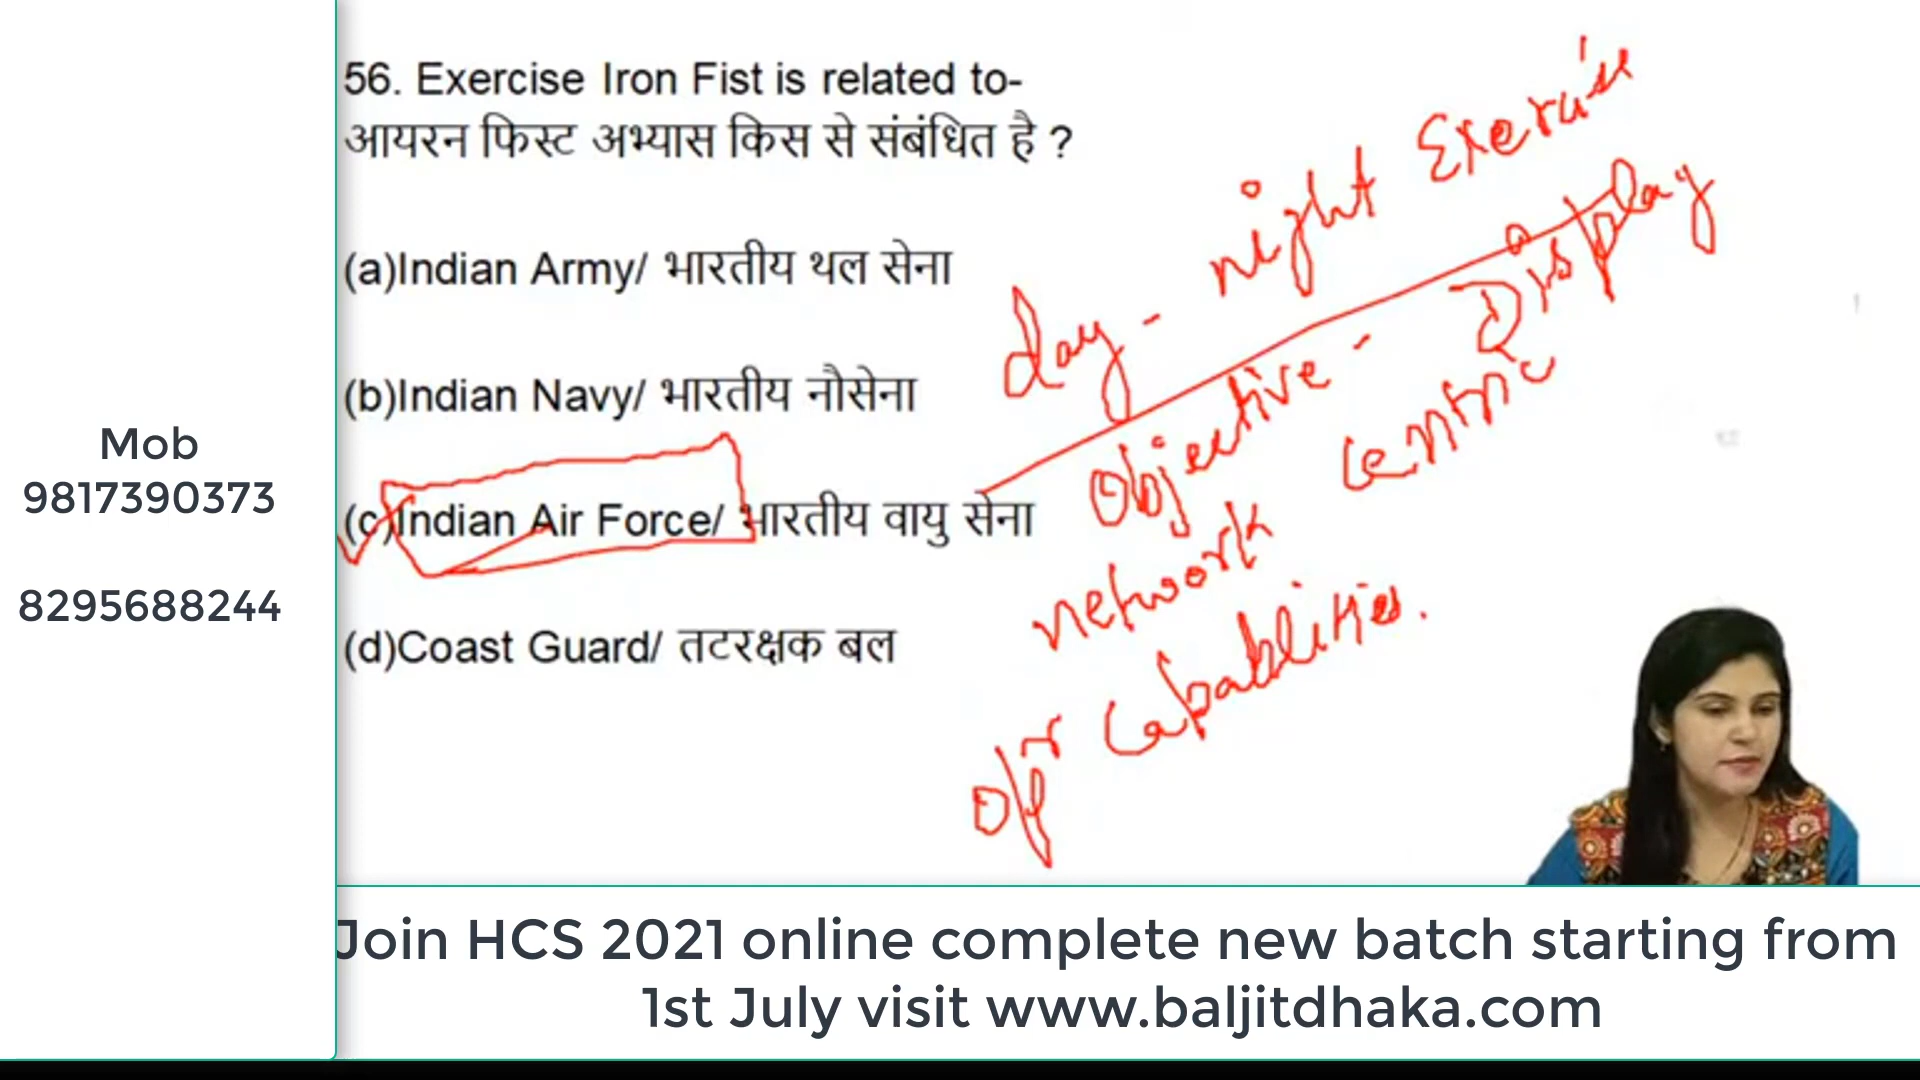 56. Exercise Iron Fist is related to-
आयरन फिस्ट अभ्यास किस से संबंधित है ?
(a)Indian Army/ भारतीय थल सेना
(b)Indian Navy/ भारतीय नौसेना
(c)Indian Air Force/ भारतीय वायु सेना
(d)Coast Guard/ तटरक्षक बल
day - night Exercise
Objective - Display
network centric
opr capablities.
Mob
9817390373
8295688244
Join HCS 2021 online complete new batch starting from
1st July visit www.baljitdhaka.com